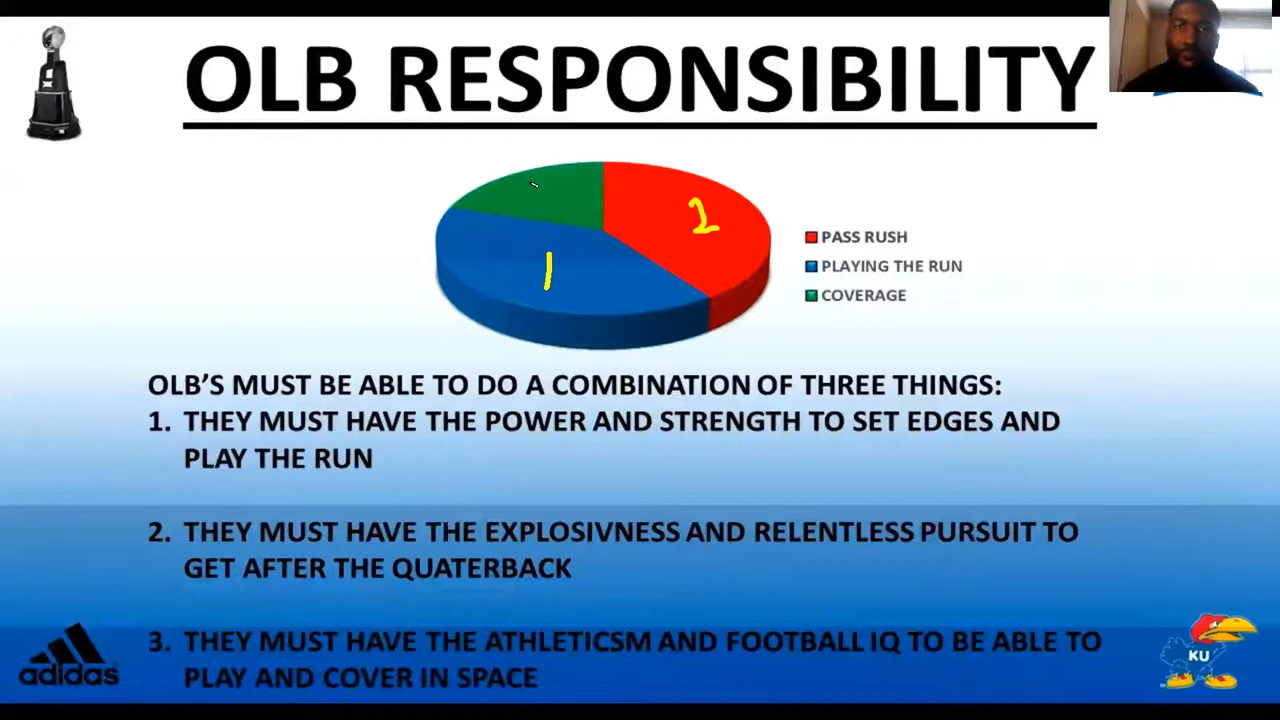 OLB RESPONSIBILITY
2
1
PASS RUSH
PLAYING THE RUN
COVERAGE
OLB'S MUST BE ABLE TO DO A COMBINATION OF THREE THINGS:
1. THEY MUST HAVE THE POWER AND STRENGTH TO SET EDGES AND
PLAY THE RUN
2. THEY MUST HAVE THE EXPLOSIVNESS AND RELENTLESS PURSUIT TO
GET AFTER THE QUATERBACK
3. THEY MUST HAVE THE ATHLETICSM AND FOOTBALL IQ TO BE ABLE TO
PLAY AND COVER IN SPACE
adidas
KU